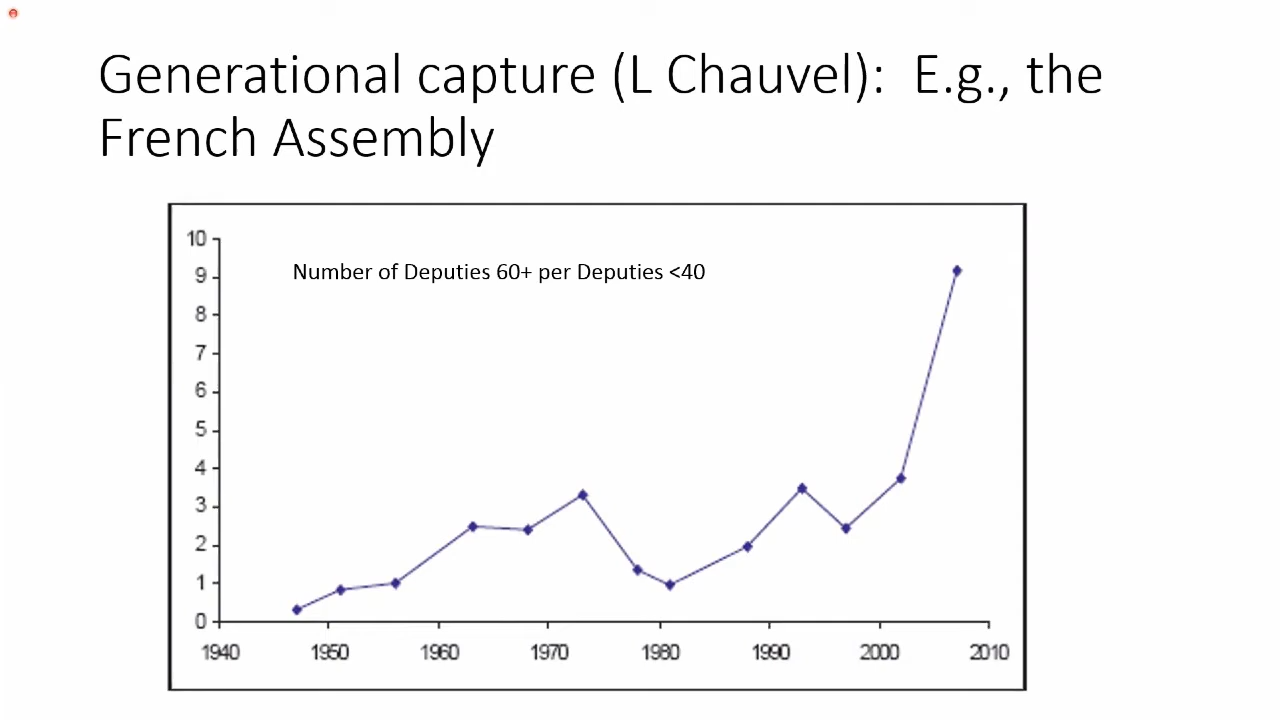 Generational capture (L Chauvel):  E.g., the
French Assembly
Number of Deputies 60+ per Deputies <40
10
9
8
7
6
5
4
3
2
1
0
1940 1950 1960 1970 1980 1990 2000 2010